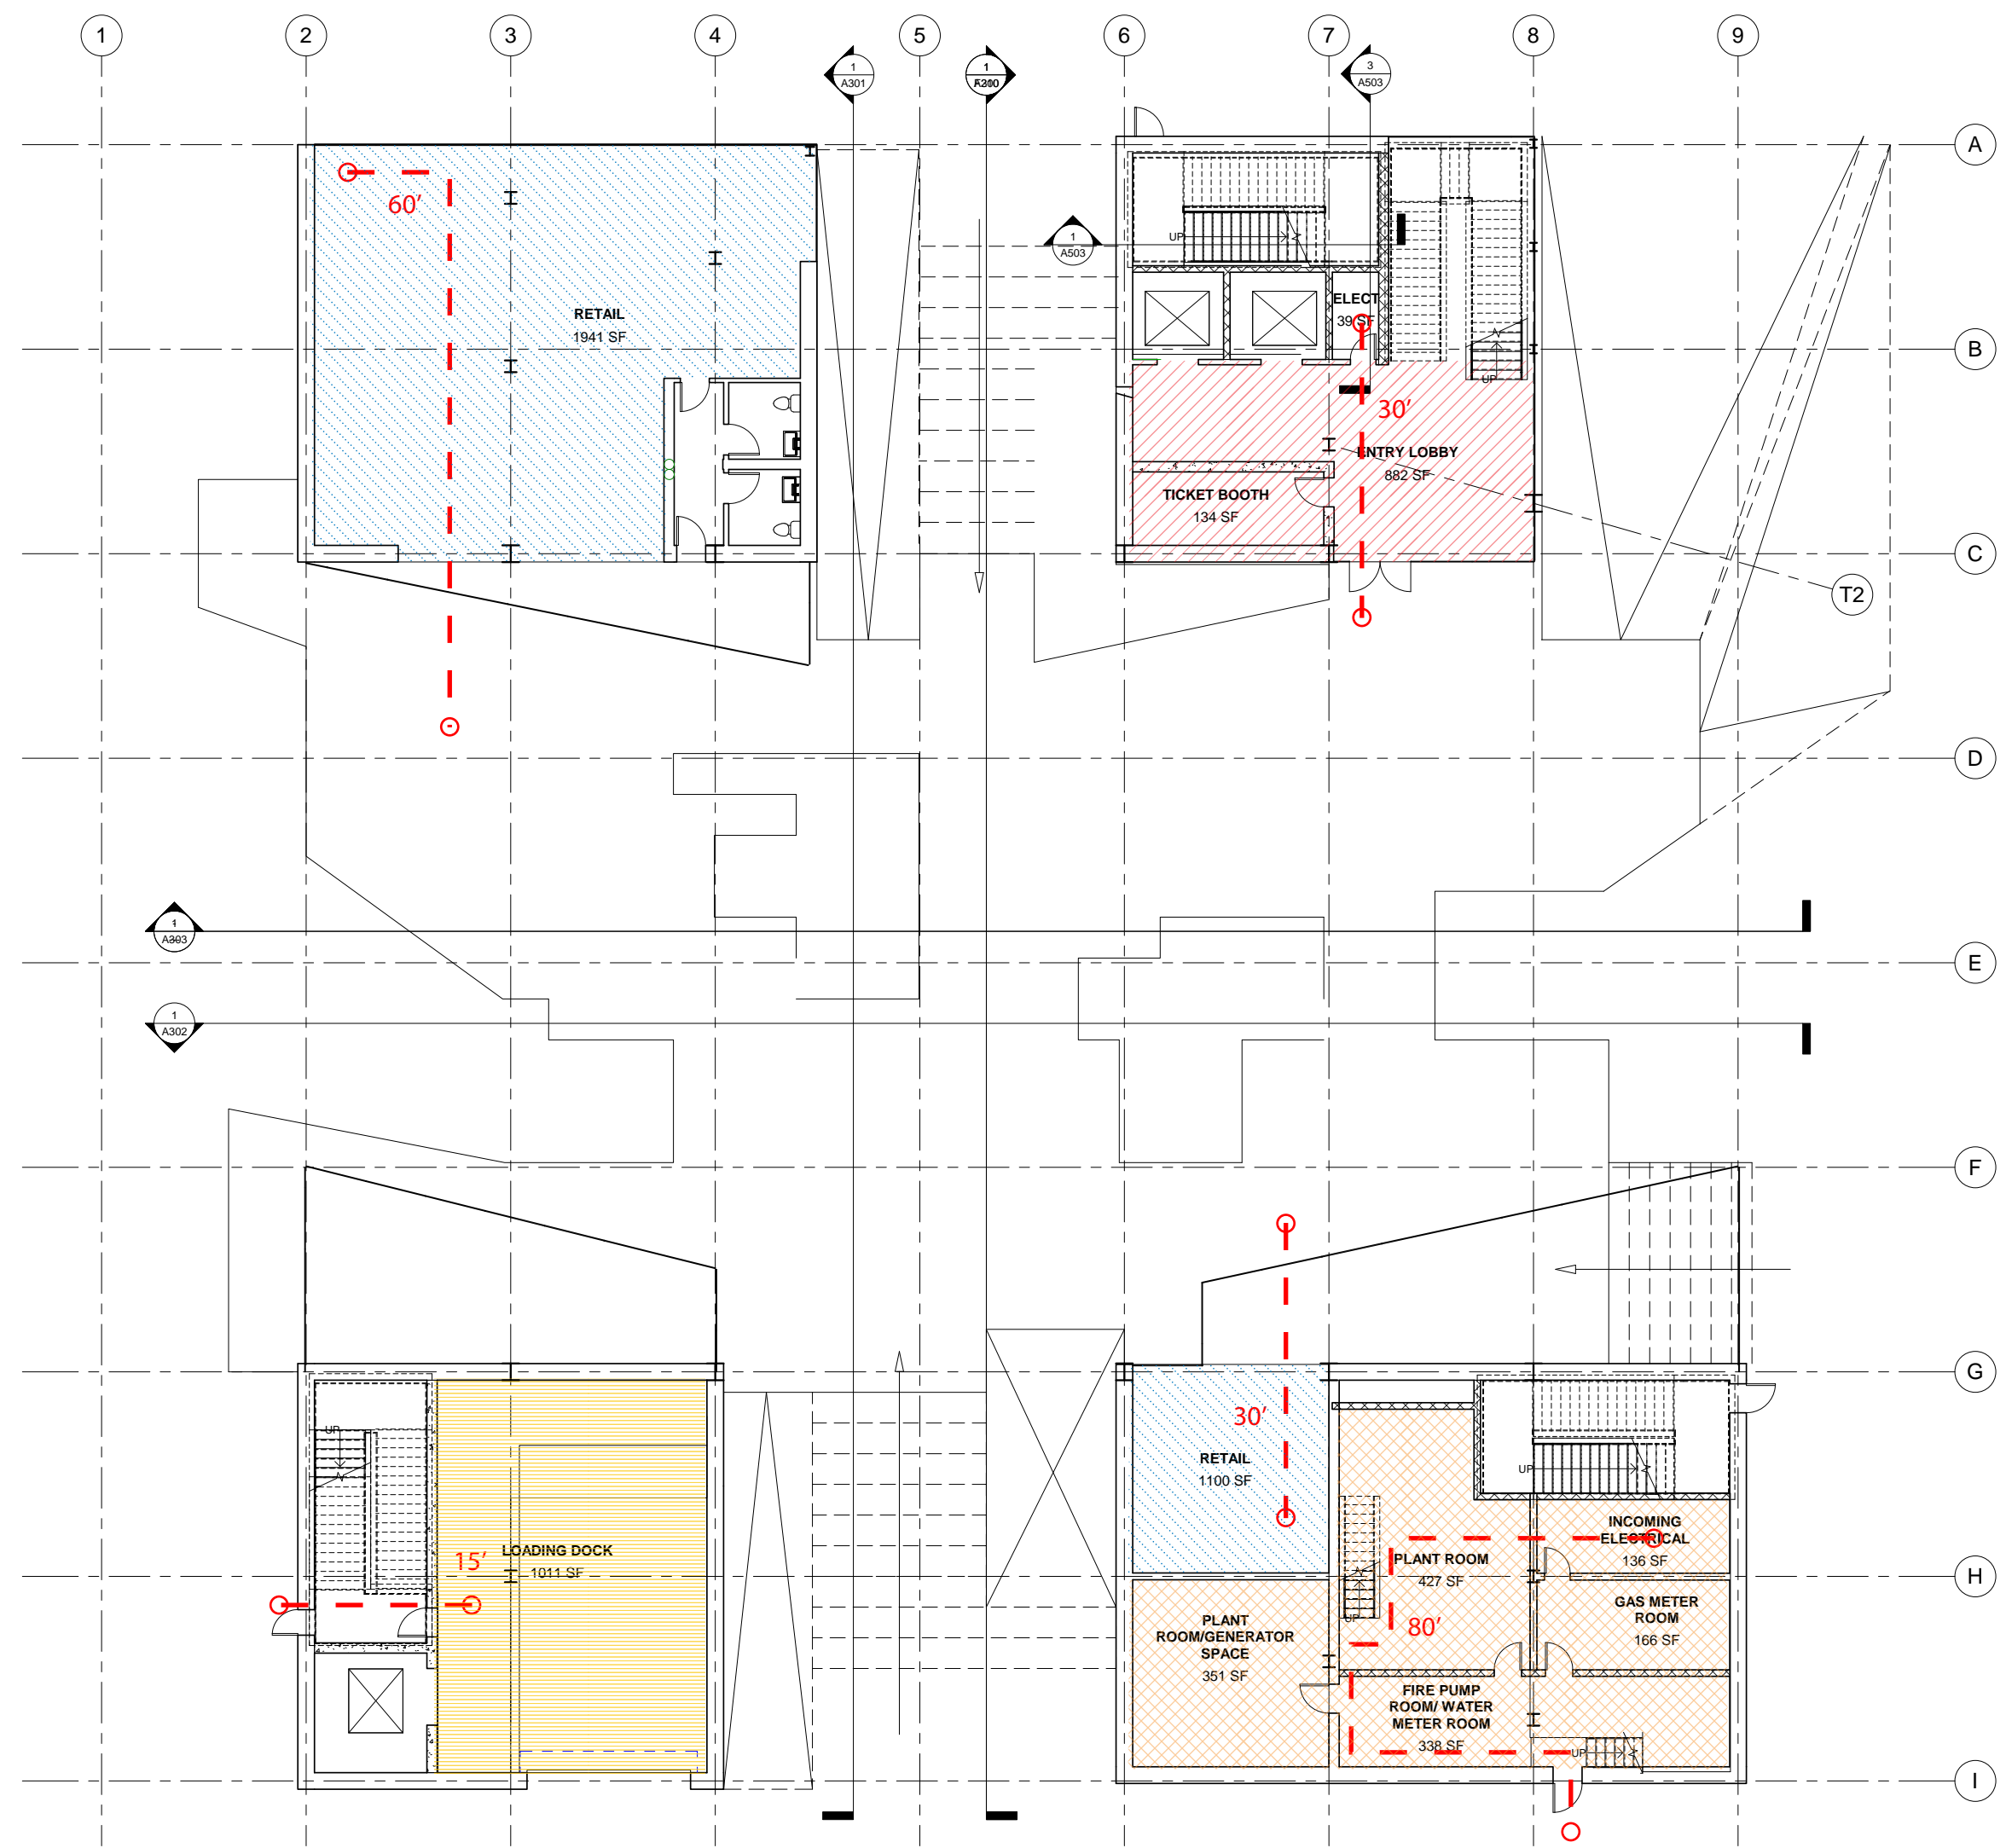 1 2 3 4 5 6 7 8 9
1
A301
1
3
A503
A
60'
UP
1
A503
RETAIL
1941 SF
ELECT
39 SF
B
UP
30'
ENTRY LOBBY
882 SF
TICKET BOOTH
134 SF
C
T2
D
A303
E
1
A302
F
G
UP
30'
RETAIL
1100 SF
UP
INCOMING
ELECTRICAL
136 SF
15'
LOADING DOCK
1011 SF
PLANT ROOM
427 SF
H
GAS METER
ROOM
166 SF
UP
80'
PLANT
ROOM/GENERATOR
SPACE
351 SF
FIRE PUMP
ROOM/ WATER
METER ROOM
338 SF
UP
I